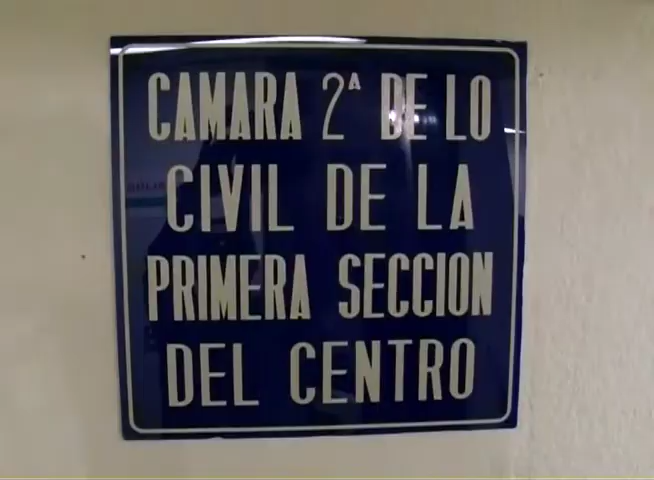 CAMARA 2ª DE LO
CIVIL DE LA
PRIMERA SECCION
DEL CENTRO